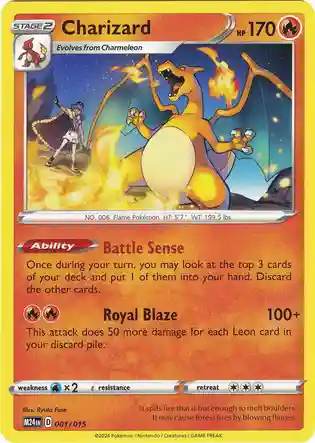 STAGE2 Charizard HP 170
Evolves from Charmeleon
NO. 006 Flame Pokémon HT: 5'7" WT: 199.5 lbs
Ability Battle Sense
Once during your turn, you may look at the top 3 cards
of your deck and put 1 of them into your hand. Discard
the other cards.
Royal Blaze 100+
This attack does 50 more damage for each Leon card in
your discard pile.
weakness ×2 resistance retreat
Illus. Ryota Fuse
It spits fire that is hot enough to melt boulders.
It may cause forest fires by blowing flames.
M24 EN D 001/015
©2024 Pokémon / Nintendo / Creatures / GAME FREAK